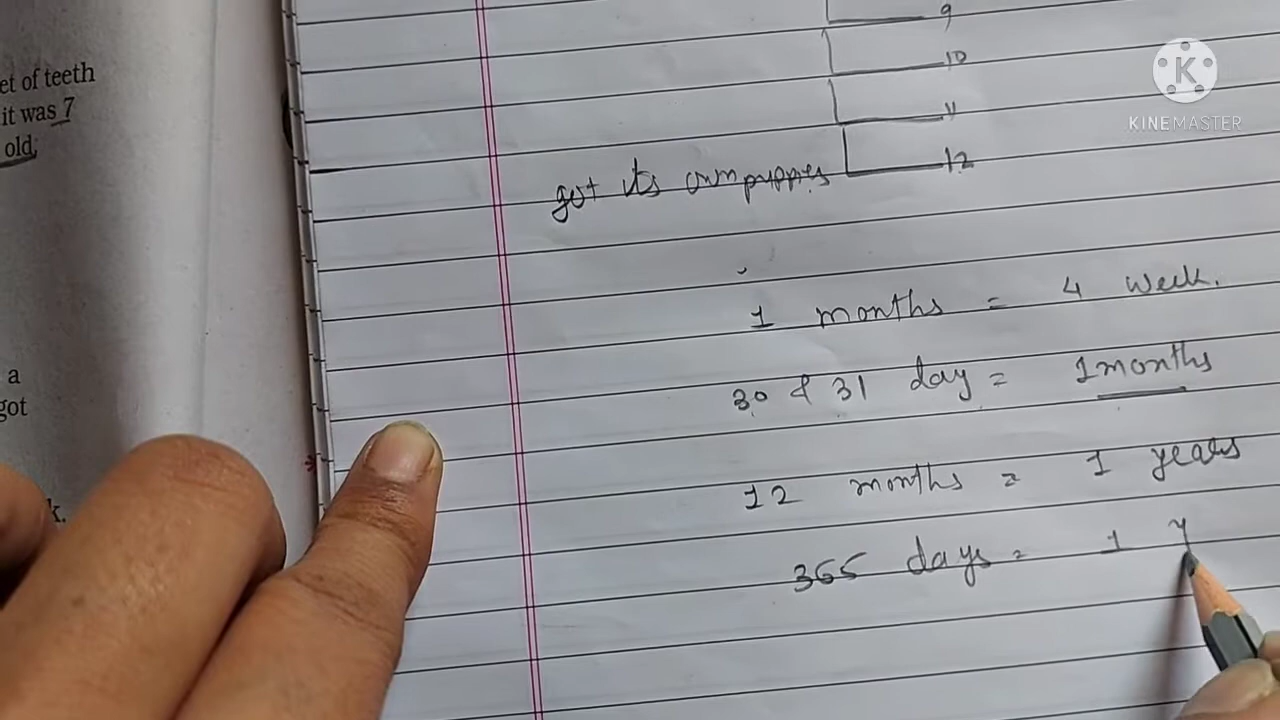 et of teeth
it was 7
old,
a
got
k.
9
10
11
12
got its own puppies
1 months = 4 week.
30 & 31 day = 1 months
12 months = 1 years
365 days = 1 y
K
KINEMASTER